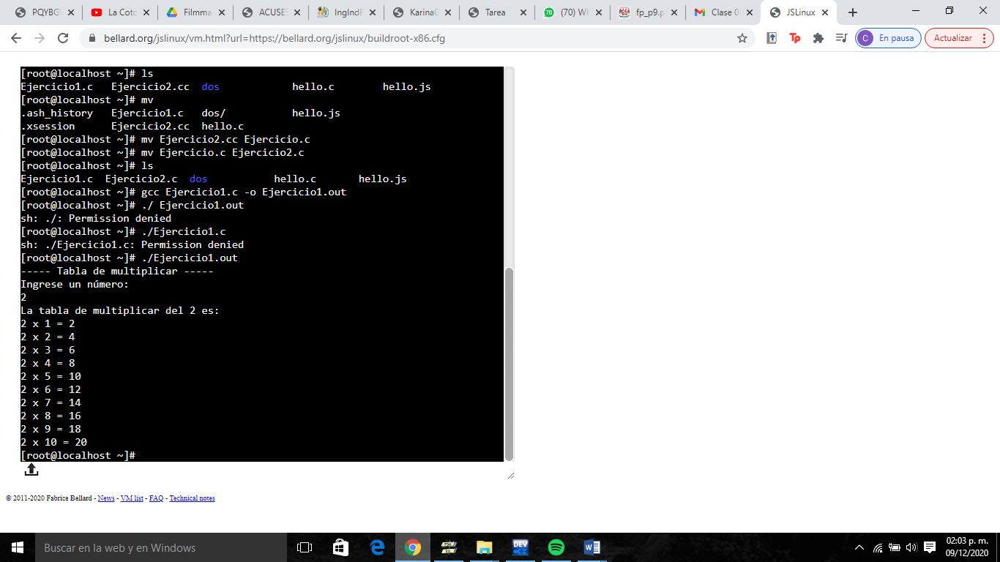 PQYBG
La Coto
Filmma
ACUSE
IngIndF
KarinaG
Tarea
(70) Wh
fp_p9.p
Clase 0
JSLinux
bellard.org/jslinux/vm.html?url=https://bellard.org/jslinux/buildroot-x86.cfg
Tp
C En pausa
Actualizar
[root@localhost ~]# ls
Ejercicio1.c Ejercicio2.cc dos hello.c hello.js
[root@localhost ~]# mv
.ash_history Ejercicio1.c dos/ hello.js
.xsession Ejercicio2.cc hello.c
[root@localhost ~]# mv Ejercicio2.cc Ejercicio.c
[root@localhost ~]# mv Ejercicio.c Ejercicio2.c
[root@localhost ~]# ls
Ejercicio1.c Ejercicio2.c dos hello.c hello.js
[root@localhost ~]# gcc Ejercicio1.c -o Ejercicio1.out
[root@localhost ~]# ./ Ejercicio1.out
sh: ./: Permission denied
[root@localhost ~]# ./Ejercicio1.c
sh: ./Ejercicio1.c: Permission denied
[root@localhost ~]# ./Ejercicio1.out
----- Tabla de multiplicar -----
Ingrese un número:
2
La tabla de multiplicar del 2 es:
2 x 1 = 2
2 x 2 = 4
2 x 3 = 6
2 x 4 = 8
2 x 5 = 10
2 x 6 = 12
2 x 7 = 14
2 x 8 = 16
2 x 9 = 18
2 x 10 = 20
[root@localhost ~]#
© 2011-2020 Fabrice Bellard - News - VM list - FAQ - Technical notes
Buscar en la web y en Windows
DEV
02:03 p. m.
09/12/2020